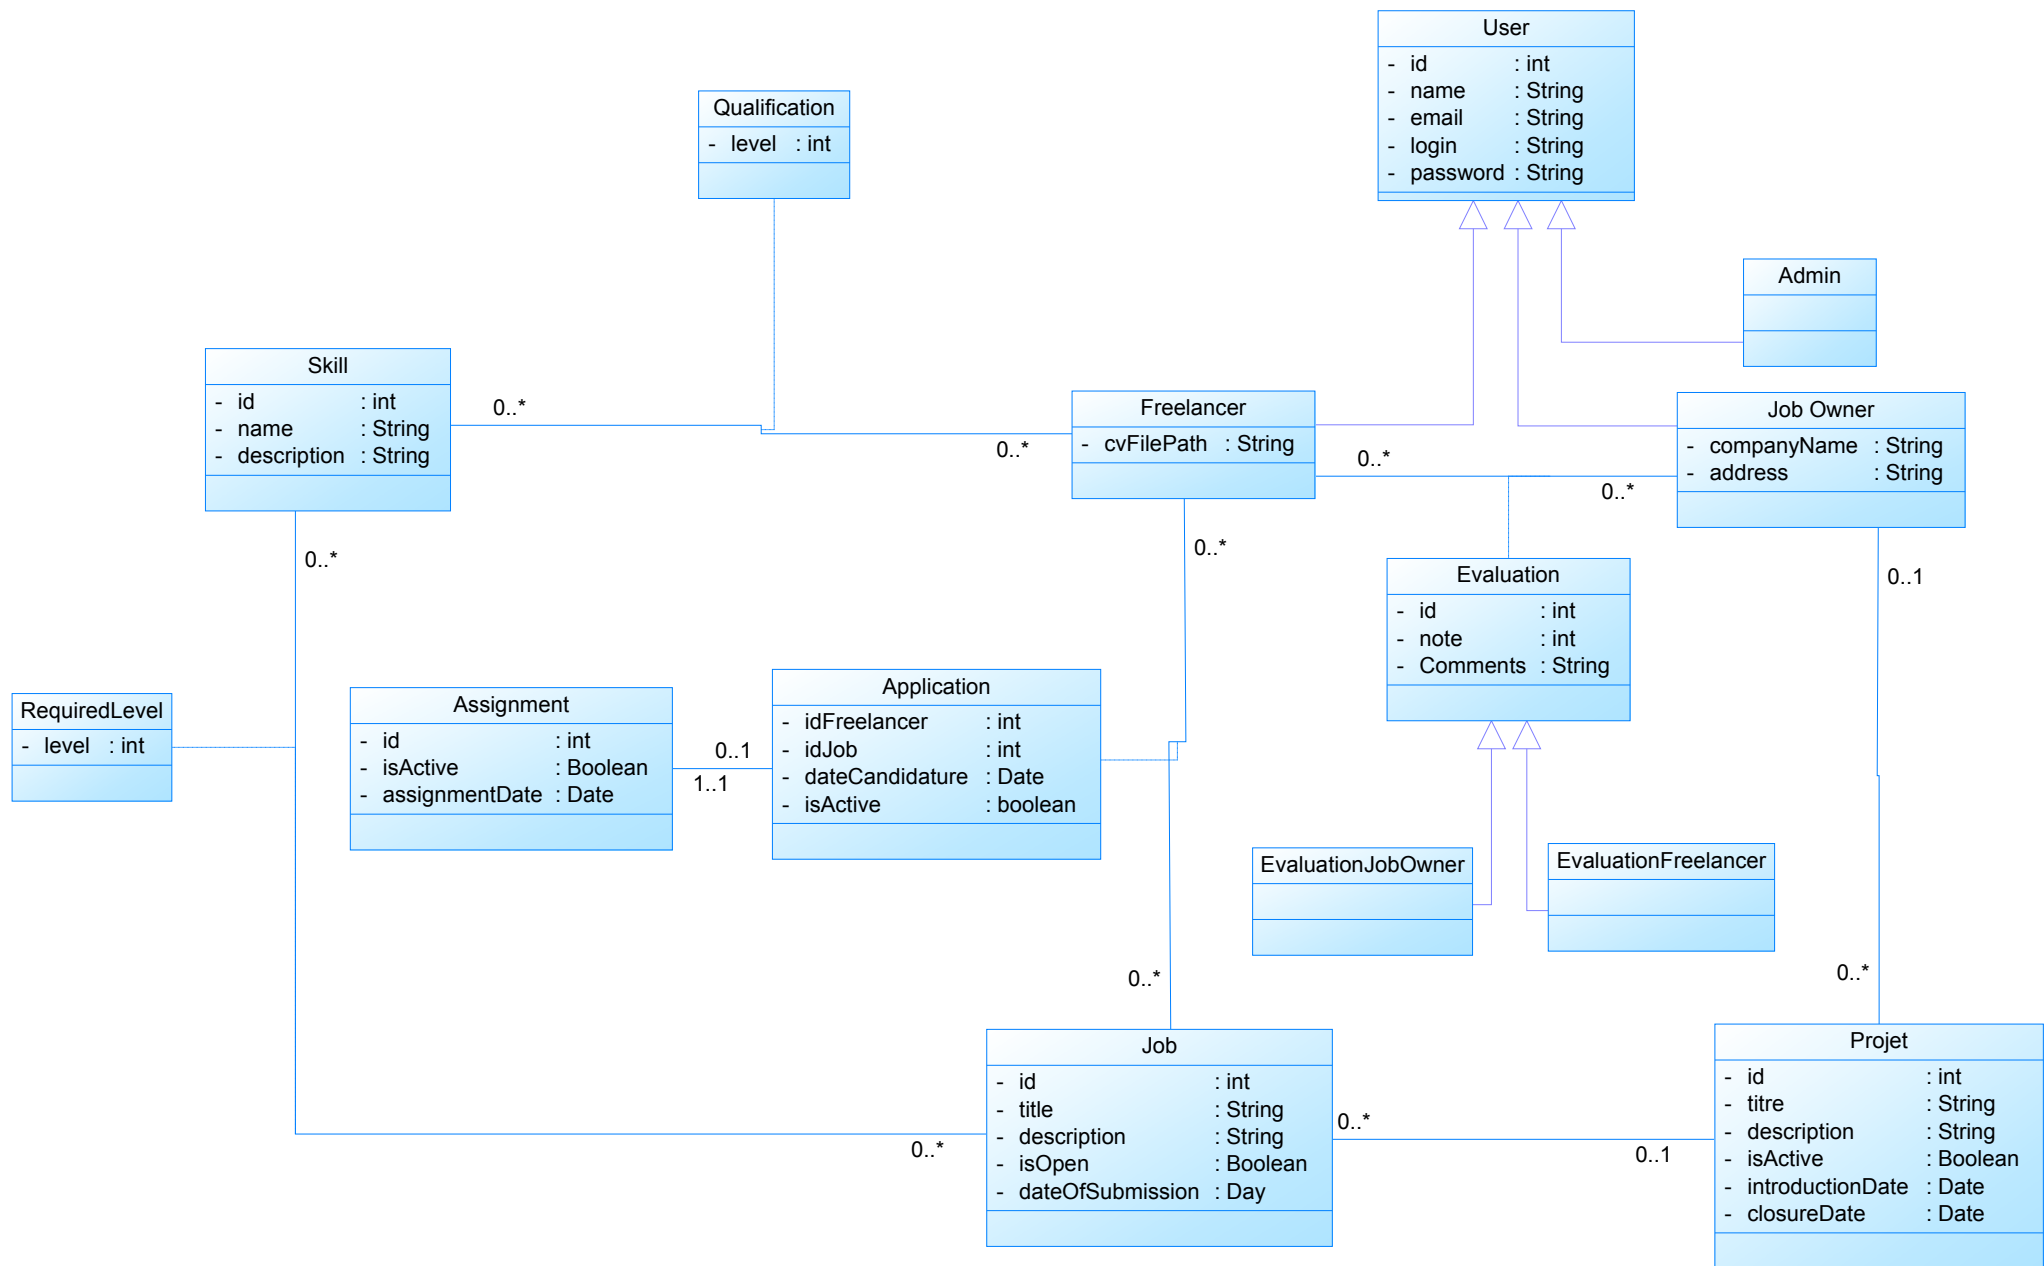 User
- id : int
- name : String
- email : String
- login : String
- password : String
Qualification
- level : int
Admin
Skill
- id : int
- name : String
- description : String
0..*
0..*
Freelancer
- cvFilePath : String
0..*
0..*
Job Owner
- companyName : String
- address : String
0..*
0..*
0..1
Evaluation
- id : int
- note : int
- Comments : String
RequiredLevel
- level : int
Assignment
- id : int
- isActive : Boolean
- assignmentDate : Date
0..1
1..1
Application
- idFreelancer : int
- idJob : int
- dateCandidature : Date
- isActive : boolean
EvaluationJobOwner
EvaluationFreelancer
0..*
0..*
Job
- id : int
- title : String
- description : String
- isOpen : Boolean
- dateOfSubmission : Day
0..*
0..*
0..1
Projet
- id : int
- titre : String
- description : String
- isActive : Boolean
- introductionDate : Date
- closureDate : Date